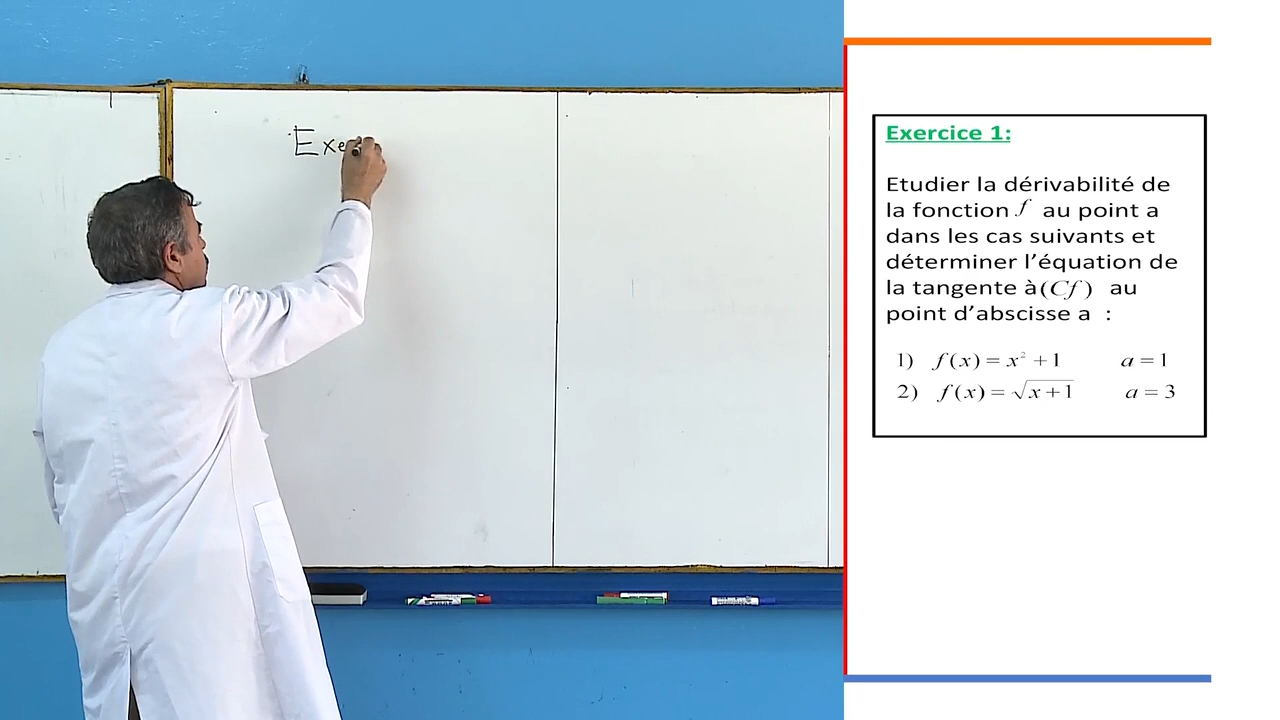 Exe
Exercice 1:
Etudier la dérivabilité de
la fonction f au point a
dans les cas suivants et
déterminer l’équation de
la tangente à (Cf) au
point d’abscisse a :
1) f(x) = x² + 1 a = 1
2) f(x) = √x+1 a = 3